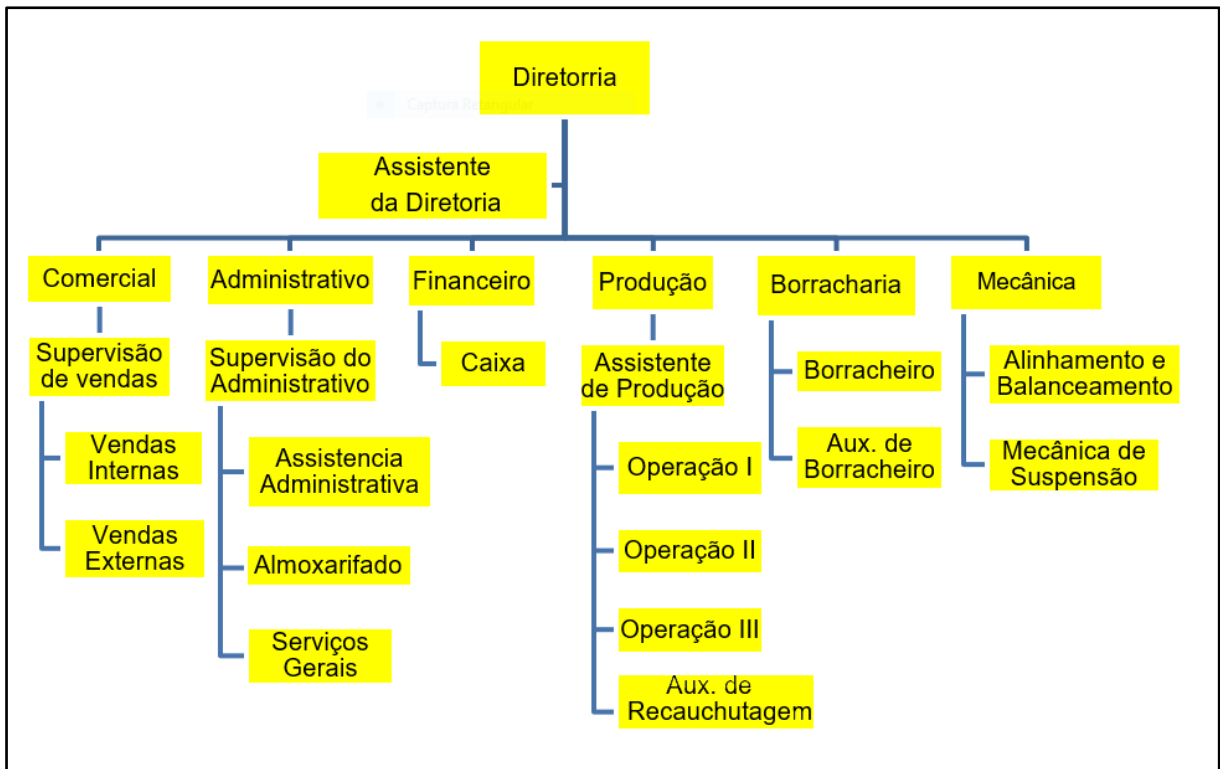 Diretorria
Captura Retangular
Assistente
da Diretoria
Comercial
Administrativo
Financeiro
Produção
Borracharia
Mecânica
Supervisão
de vendas
Vendas
Internas
Vendas
Externas
Supervisão do
Administrativo
Assistencia
Administrativa
Almoxarifado
Serviços
Gerais
Caixa
Assistente
de Produção
Operação I
Operação II
Operação III
Aux. de
Recauchutagem
Borracheiro
Aux. de
Borracheiro
Alinhamento e
Balanceamento
Mecânica de
Suspensão